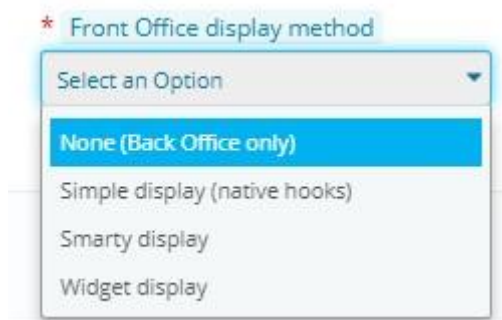 * Front Office display method
Select an Option
None (Back Office only)
Simple display (native hooks)
Smarty display
Widget display